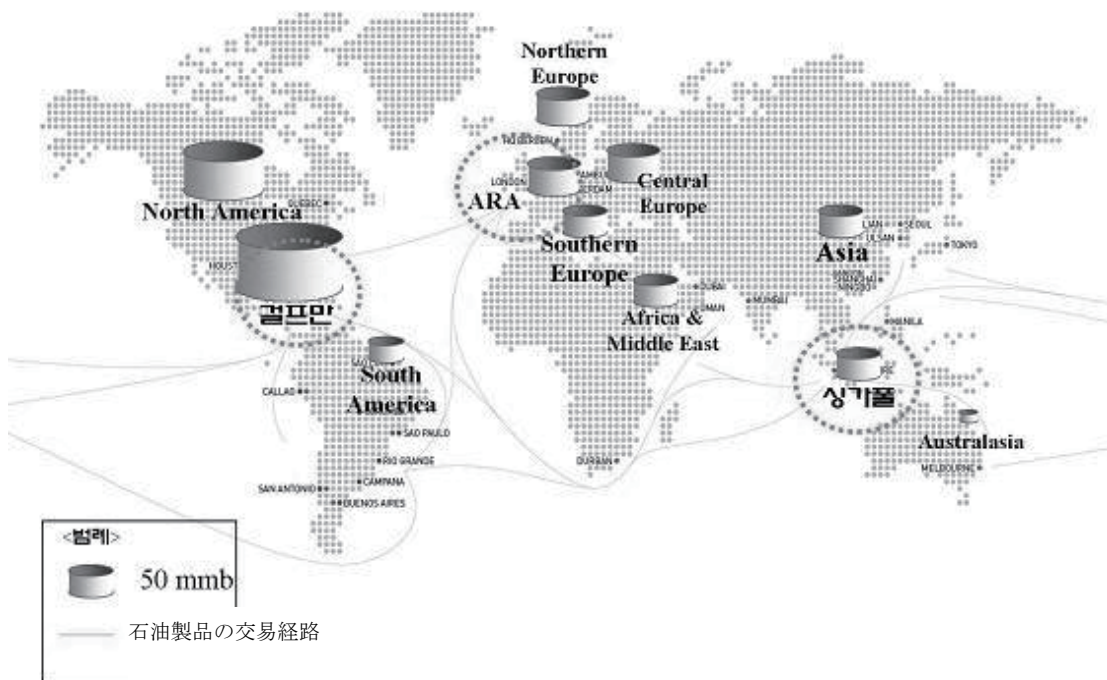 Northern
Europe
LONDON
ARA
Central
Europe
North America
QUEBEC
Southern
Europe
Asia
SEOUL
ULSAN
TOKYO
걸프만
DUBAI
MUMBAI
Africa &
Middle East
SHANGHAI
NINGBO
MANILA
South
America
CALLAO
싱가폴
SAO PAULO
Australasia
RIO GRANDE
DURBAN
MELBOURNE
SAN ANTONIO
CAMPANA
BUENOS AIRES
<범례>
50 mmb
石油製品の交易経路